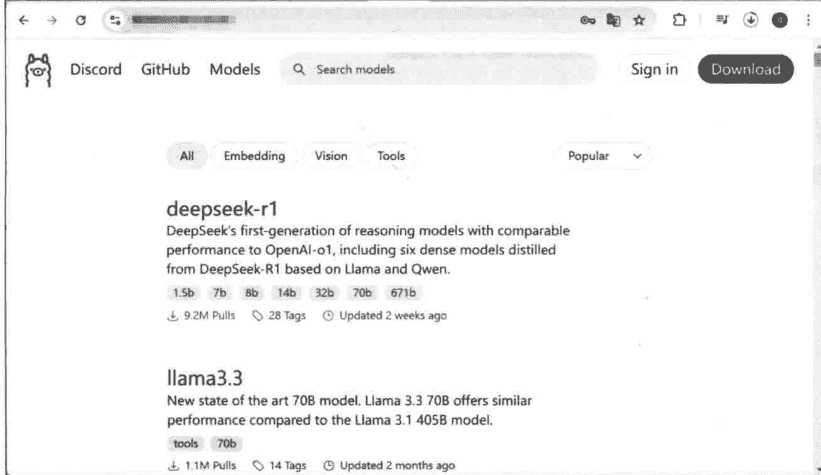 Discord GitHub Models Search models Sign in Download
All Embedding Vision Tools Popular
deepseek-r1
DeepSeek's first-generation of reasoning models with comparable
performance to OpenAI-o1, including six dense models distilled
from DeepSeek-R1 based on Llama and Qwen.
1.5b 7b 8b 14b 32b 70b 671b
9.2M Pulls 28 Tags Updated 2 weeks ago
llama3.3
New state of the art 70B model. Llama 3.3 70B offers similar
performance compared to the Llama 3.1 405B model.
tools 70b
1.1M Pulls 14 Tags Updated 2 months ago